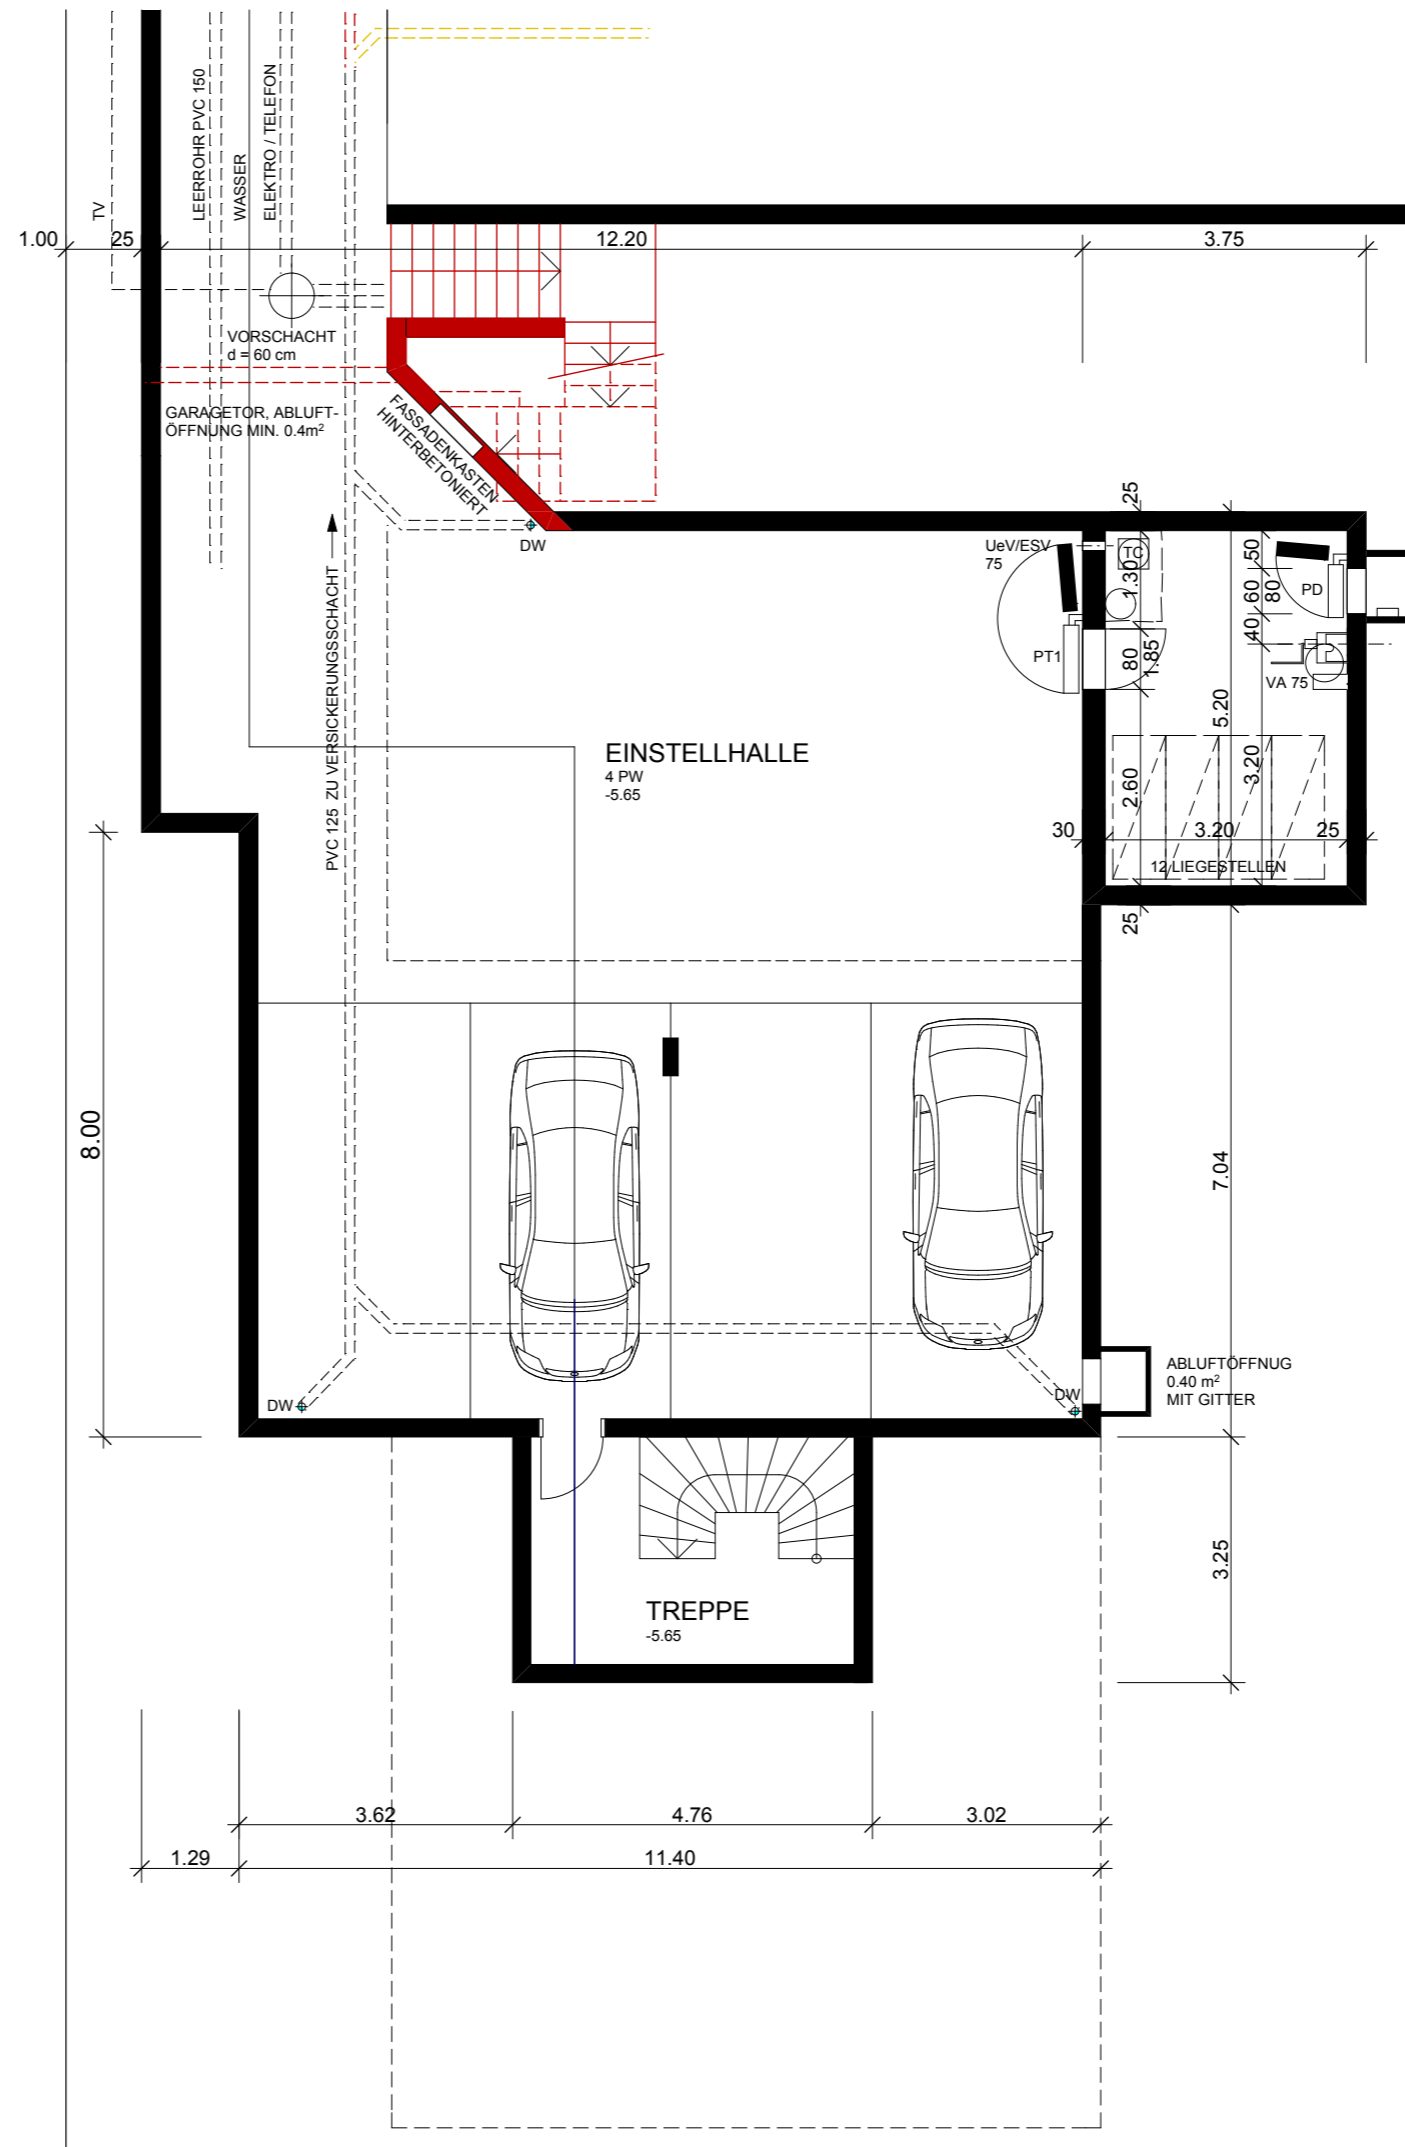 TV
LEERROHR PVC 150
WASSER
ELEKTRO / TELEFON
1.00
25
12.20
3.75
VORSCHACHT
d = 60 cm
GARAGETOR, ABLUFT-
ÖFFNUNG MIN. 0.4m²
FASSADENKASTEN
HINTERBETONIERT
DW
PVC 125 ZU VERSICKERUNGSSCHACHT
UeV/ESV
75
25
TC
1.30
50
60
80
40
PD
PT1
80
1.85
VA 75
5.20
3.20
2.60
30
3.20
25
12 LIEGESTELLEN
25
EINSTELLHALLE
4 PW
-5.65
8.00
7.04
ABLUFTÖFFNUG
0.40 m²
MIT GITTER
DW
DW
3.25
TREPPE
-5.65
3.62
4.76
3.02
1.29
11.40